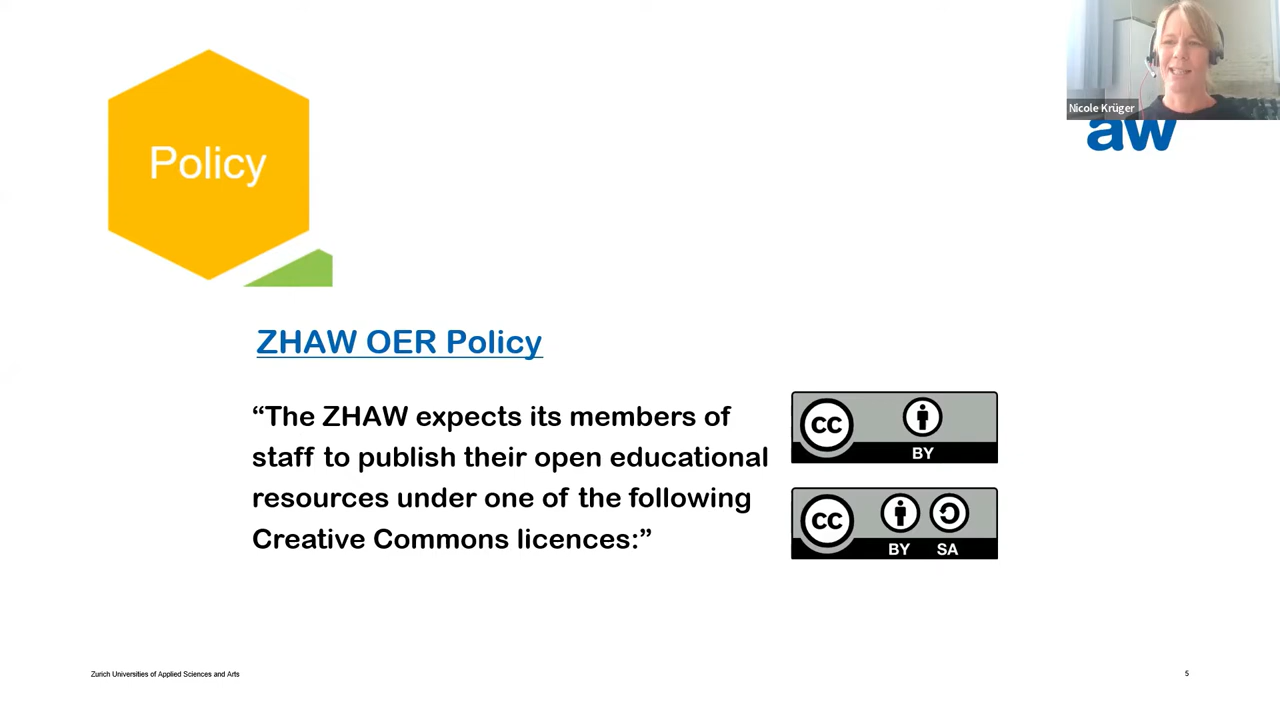 Policy
Nicole Krüger
aw
ZHAW OER Policy
“The ZHAW expects its members of
staff to publish their open educational
resources under one of the following
Creative Commons licences:”
CC
BY
CC
BY SA
Zurich Universities of Applied Sciences and Arts
5